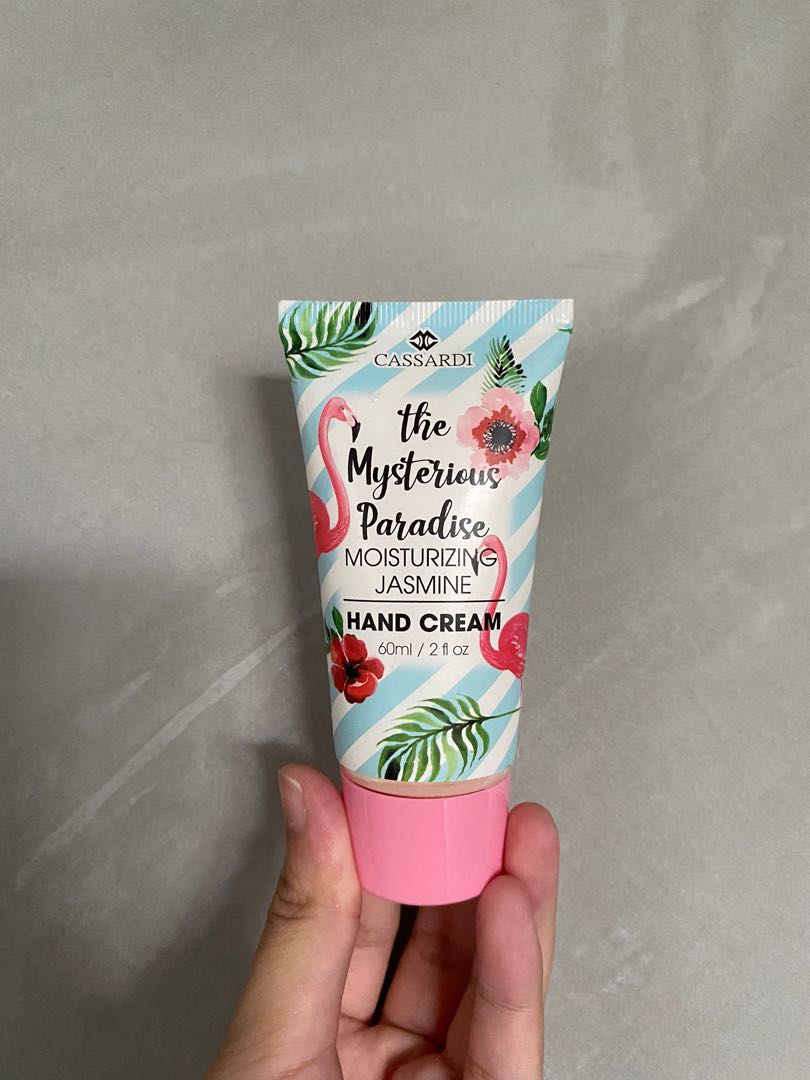 CASSARDI
the
Mysterious
Paradise
MOISTURIZING
JASMINE
HAND CREAM
60ml / 2 fl oz